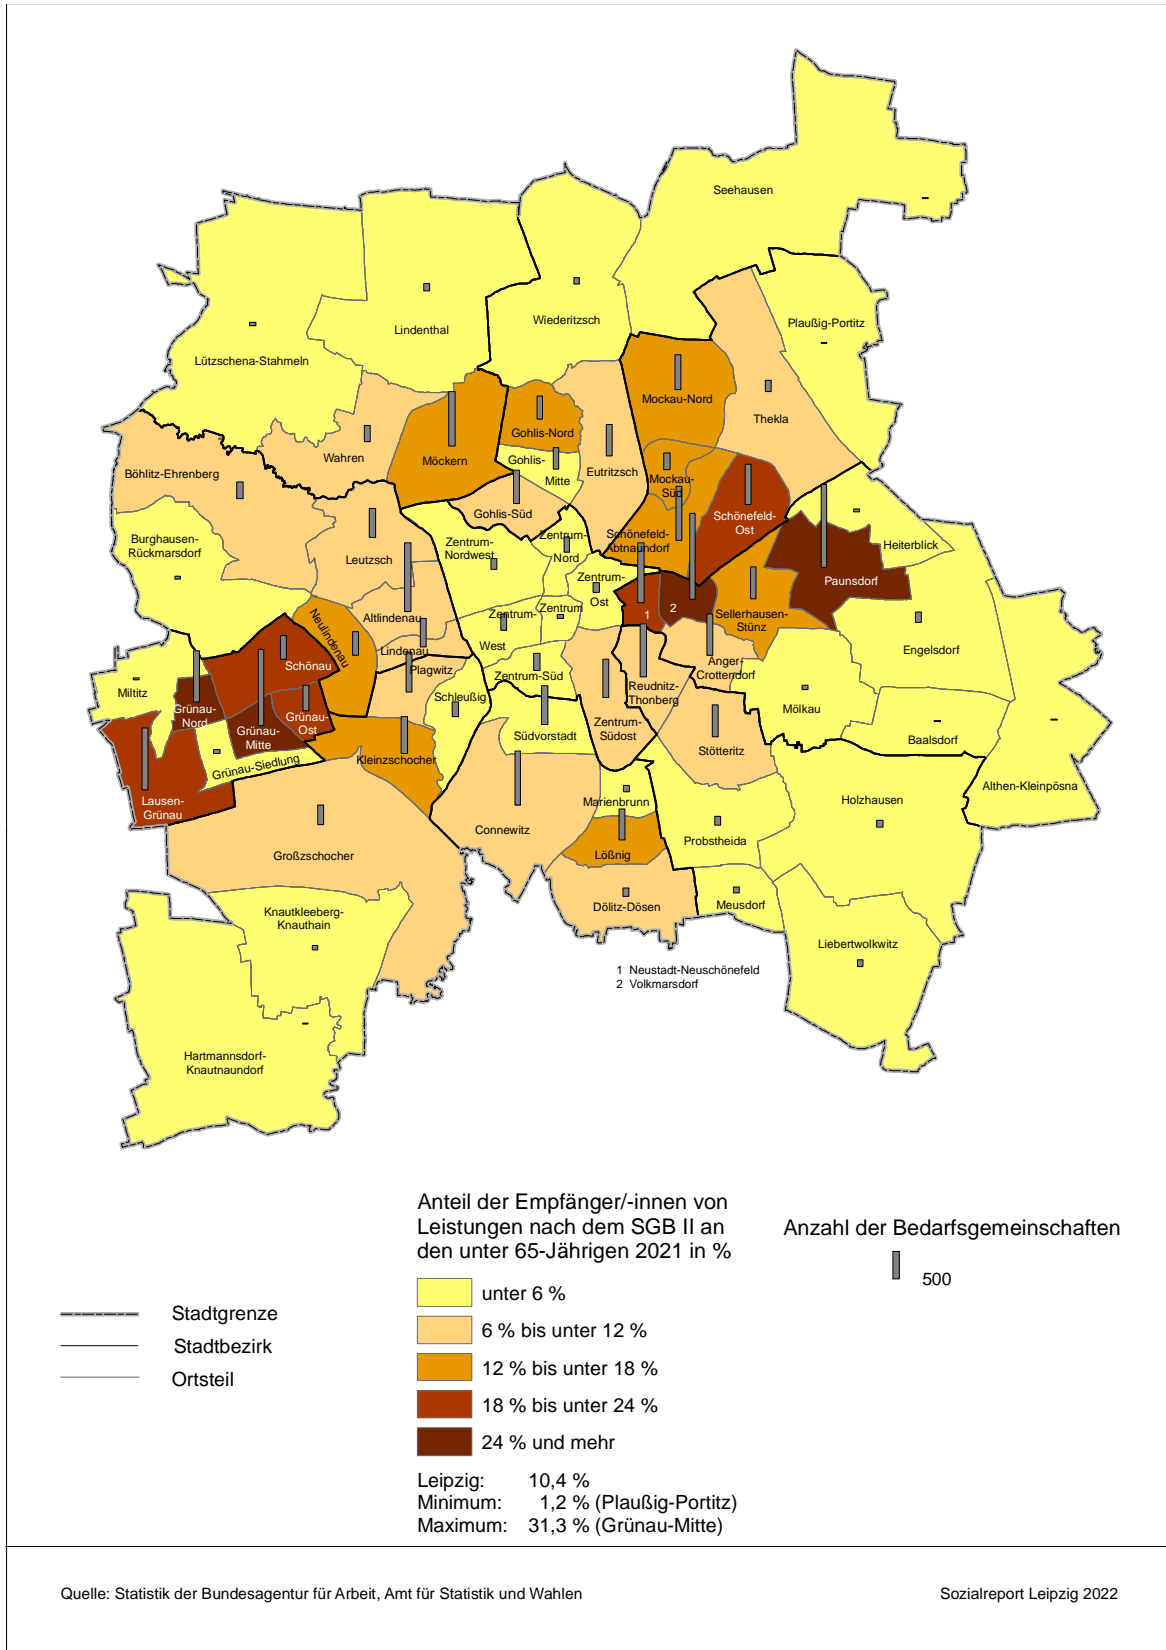 Seehausen
Plaußig-Portitz
Wiederitzsch
Lindenthal
Lützschena-Stahmeln
Thekla
Mockau-Nord
Gohlis-Nord
Wahren
Möckern
Gohlis-
Mitte
Eutritzsch
Mockau-
Süd
Böhlitz-Ehrenberg
Gohlis-Süd
Schönefeld-
Ost
Burghausen-
Rückmarsdorf
Leutzsch
Zentrum-
Nordwest
Zentrum-
Nord
Schönefeld-
Abtnaundorf
Heiterblick
Paunsdorf
Zentrum-
Ost
1
2
Sellerhausen-
Stünz
Neulindenau
Altlindenau
Zentrum-
West
Zentrum
Lindenau
Engelsdorf
Schönau
Plagwitz
Zentrum-Süd
Anger-
Crottendorf
Miltitz
Grünau-
Nord
Grünau-
Ost
Schleußig
Reudnitz-
Thonberg
Mölkau
Grünau-
Mitte
Südvorstadt
Zentrum-
Südost
Stötteritz
Baalsdorf
Grünau-Siedlung
Kleinzschocher
Althen-Kleinpösna
Lausen-
Grünau
Marienbrunn
Holzhausen
Connewitz
Probstheida
Großzschocher
Lößnig
Dölitz-Dösen
Meusdorf
Knautkleeberg-
Knauthain
Liebertwolkwitz
1 Neustadt-Neuschönefeld
2 Volkmarsdorf
Hartmannsdorf-
Knautnaundorf
Anteil der Empfänger/-innen von
Leistungen nach dem SGB II an
den unter 65-Jährigen 2021 in %
Anzahl der Bedarfsgemeinschaften
500
unter 6 %
6 % bis unter 12 %
12 % bis unter 18 %
18 % bis unter 24 %
24 % und mehr
Stadtgrenze
Stadtbezirk
Ortsteil
Leipzig: 10,4 %
Minimum: 1,2 % (Plaußig-Portitz)
Maximum: 31,3 % (Grünau-Mitte)
Quelle: Statistik der Bundesagentur für Arbeit, Amt für Statistik und Wahlen
Sozialreport Leipzig 2022